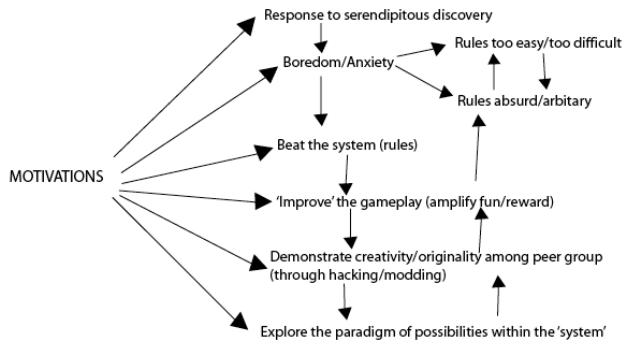 Response to serendipitous discovery
Rules too easy/too difficult
Boredom/Anxiety
Rules absurd/arbitary
Beat the system (rules)
MOTIVATIONS
‘Improve’ the gameplay (amplify fun/reward)
Demonstrate creativity/originality among peer group
(through hacking/modding)
Explore the paradigm of possibilities within the ‘system’